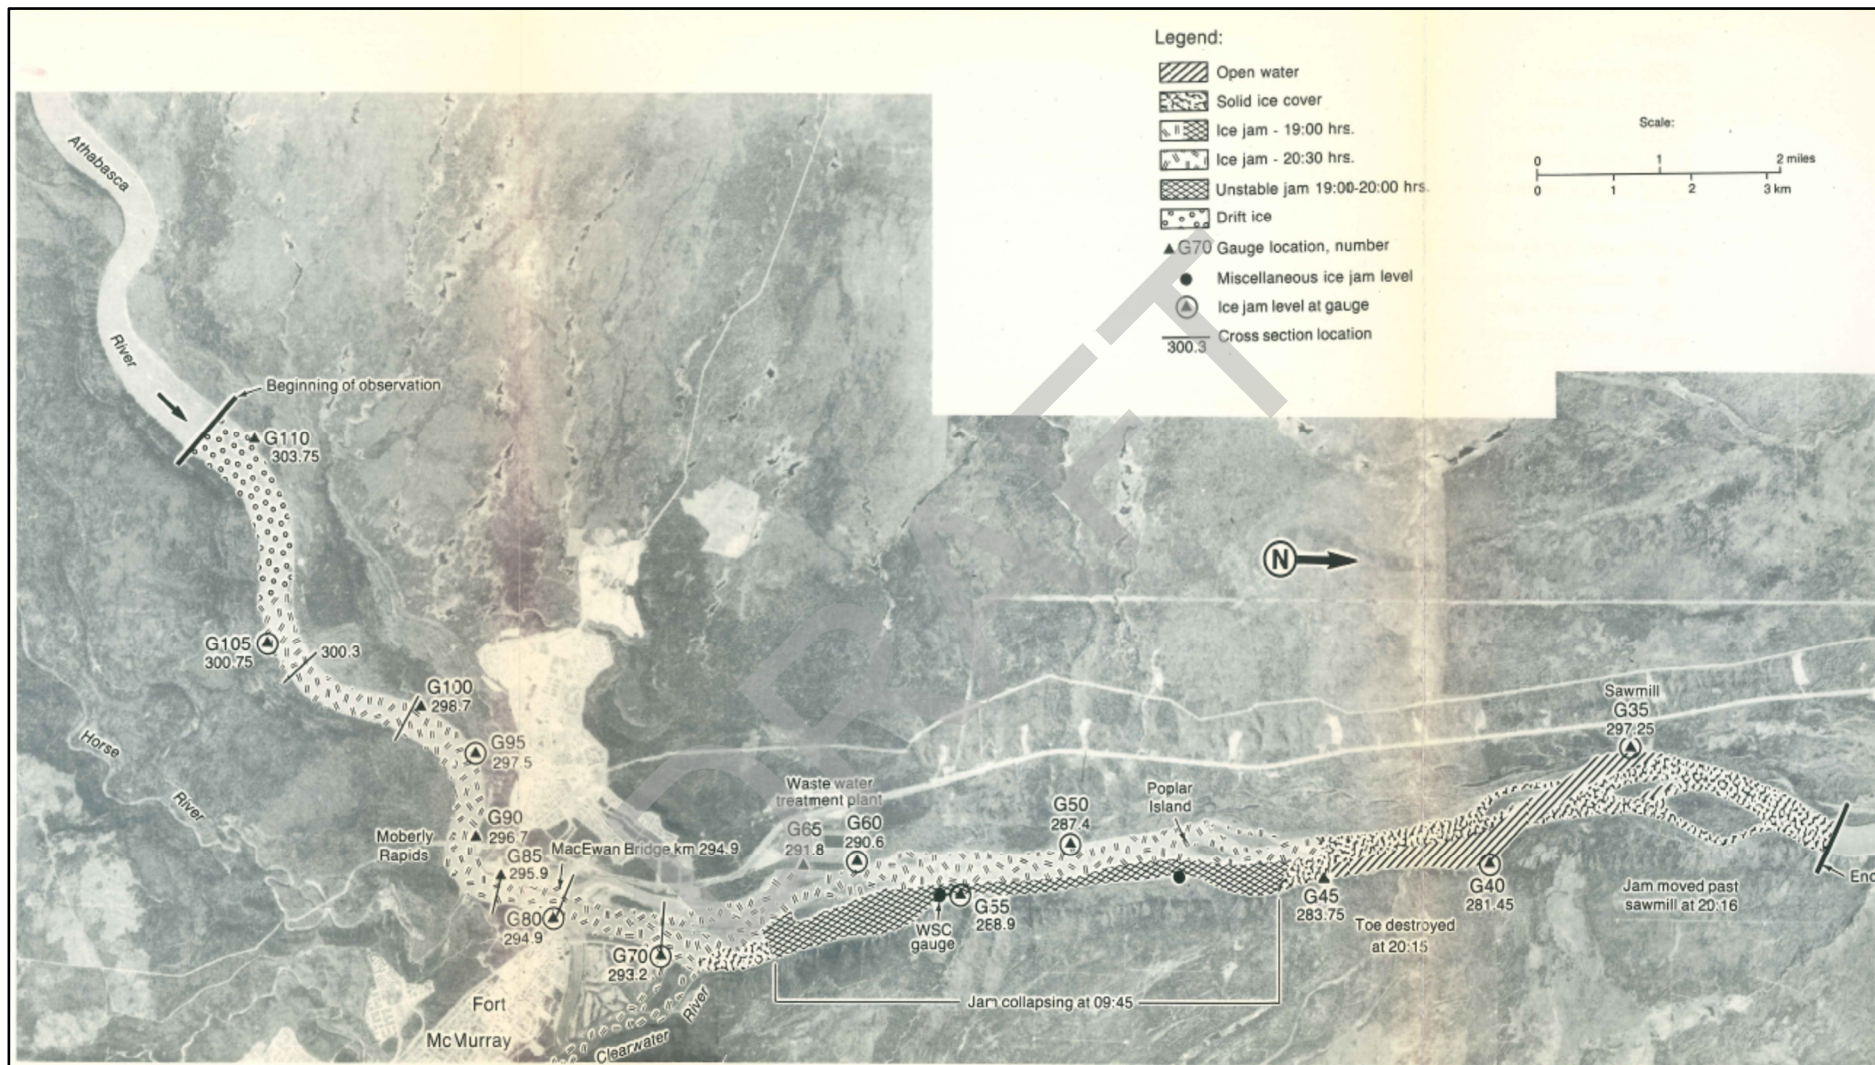 Legend:
Open water
Solid ice cover
Ice jam - 19:00 hrs.
Ice jam - 20:30 hrs.
Unstable jam 19:00-20:00 hrs.
Drift ice
G70 Gauge location, number
Miscellaneous ice jam level
Ice jam level at gauge
300.3 Cross section location
Scale:
0 1 2 miles
0 1 2 3 km
Athabasca
River
Beginning of observation
G110
303.75
N
G105
300.75
300.3
G100
298.7
G95
297.5
Horse
River
Moberly
Rapids
G90
296.7
G85
295.9
MacEwan Bridge km 294.9
G80
294.9
G70
293.2
Fort
McMurray
Clearwater
River
Waste water
treatment plant
G65
291.8
G60
290.6
WSC
gauge
G55
288.9
G50
287.4
Poplar
Island
Jam collapsing at 09:45
G45
283.75
Toe destroyed
at 20:15
G40
281.45
Sawmill
G35
297.25
Jam moved past
sawmill at 20:16
End
DRAFT